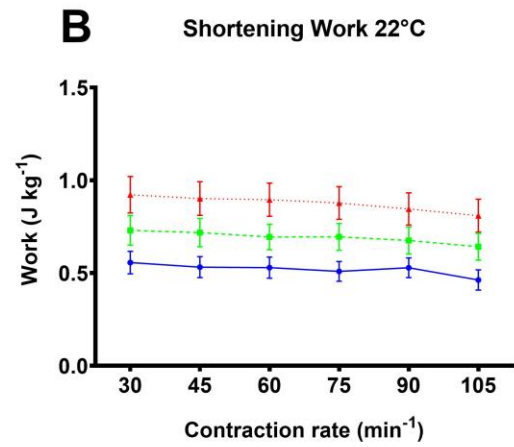 B Shortening Work 22°C
1.5
1.0
0.5
0.0
Work (J kg⁻¹)
30 45 60 75 90 105
Contraction rate (min⁻¹)